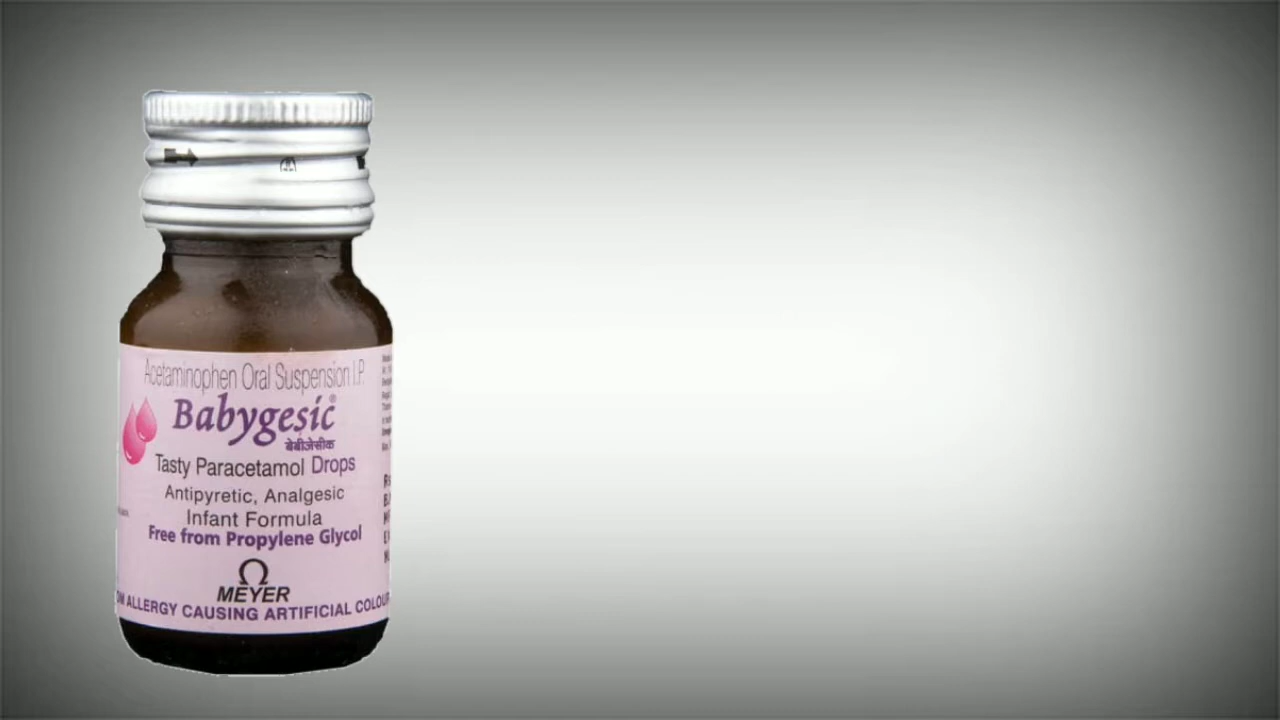 Acetaminophen Oral Suspension I.P.
Babygesic®
बेबीजेसीक
Tasty Paracetamol Drops
Antipyretic, Analgesic
Infant Formula
Free from Propylene Glycol
MEYER
ALLERGY CAUSING ARTIFICIAL COLOUR